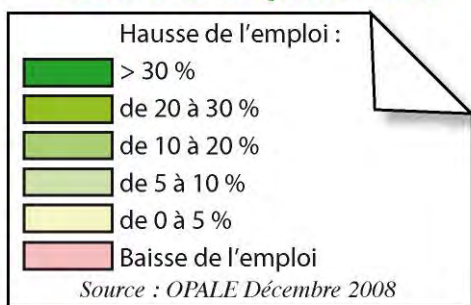 Hausse de l'emploi :
> 30 %
de 20 à 30 %
de 10 à 20 %
de 5 à 10 %
de 0 à 5 %
Baisse de l'emploi
Source : OPALE Décembre 2008